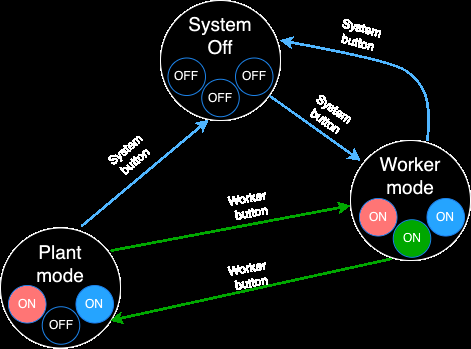 System
Off
OFF
OFF
OFF
System
button
System
button
System
button
Worker
mode
ON
ON
ON
Worker
button
Worker
button
Plant
mode
ON
ON
OFF